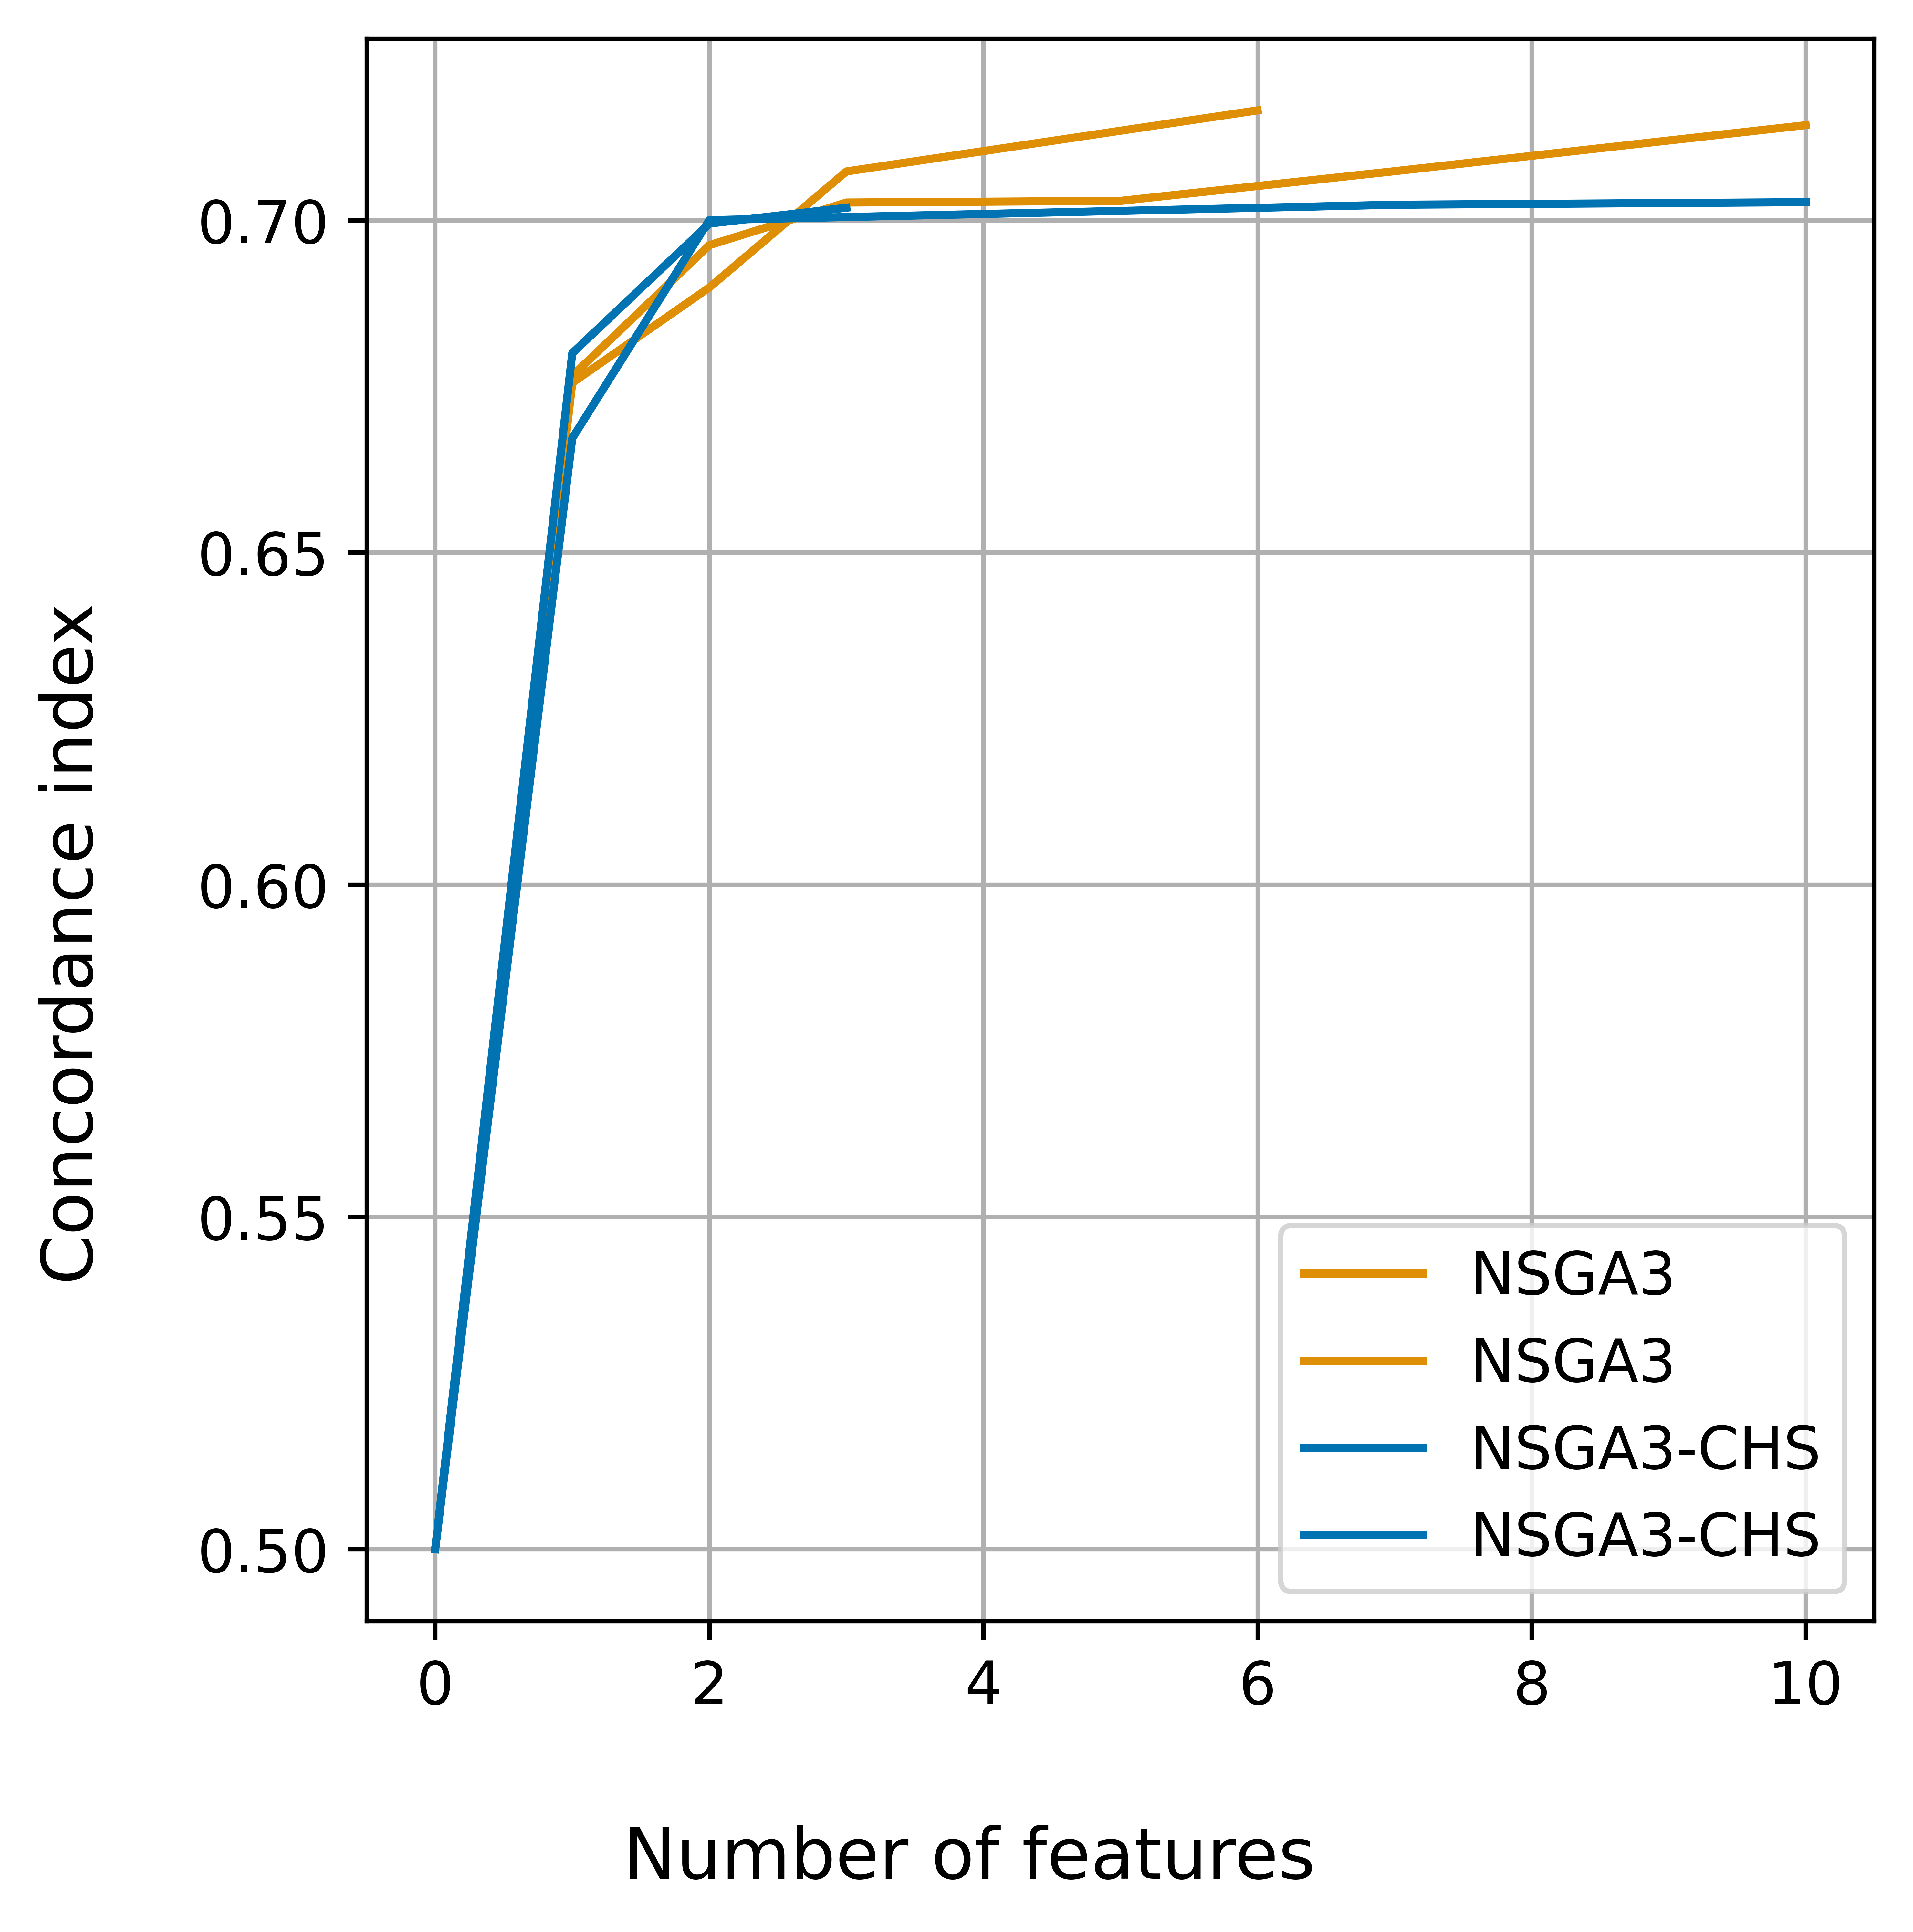 Concordance index
0.70
0.65
0.60
0.55
0.50
NSGA3
NSGA3
NSGA3-CHS
NSGA3-CHS
0 2 4 6 8 10
Number of features